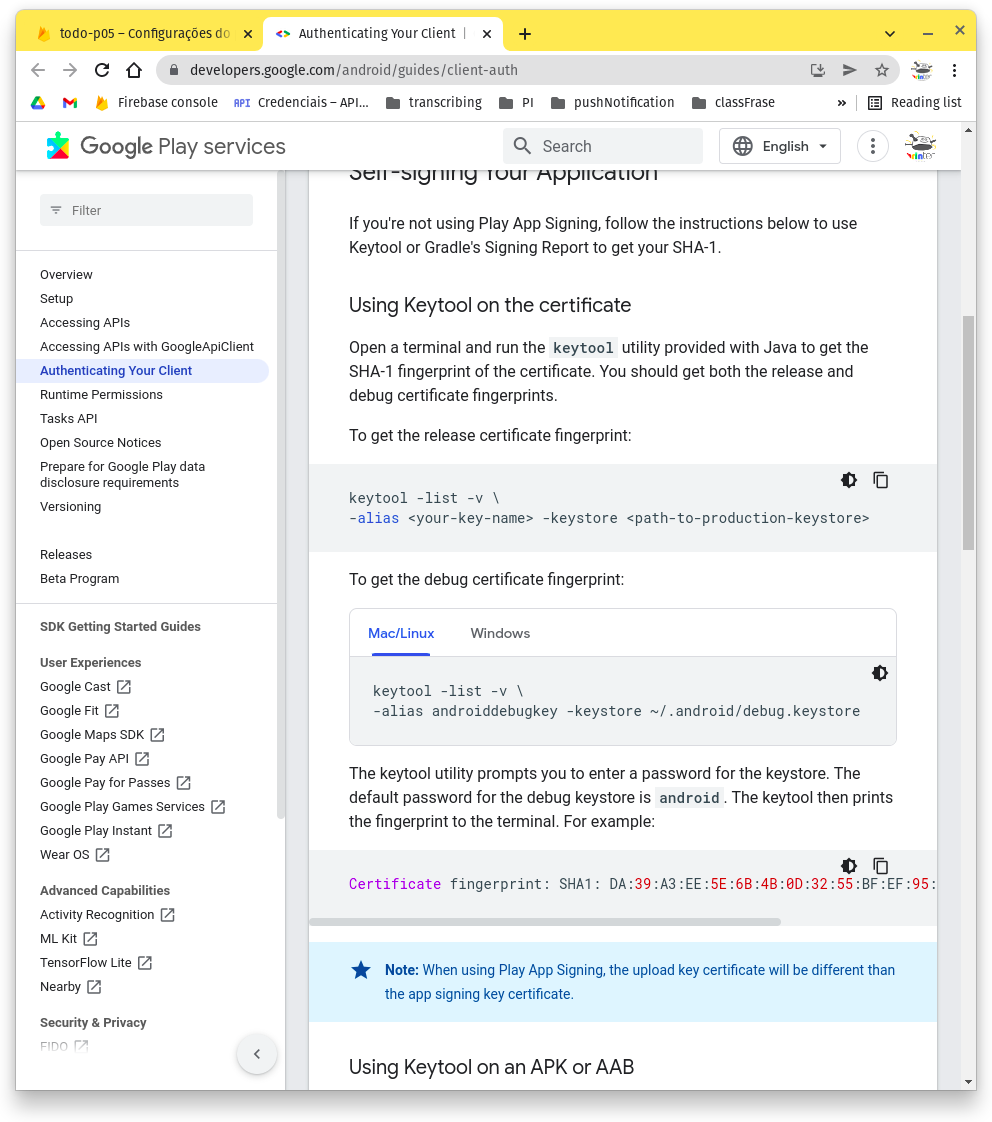 todo-p05 – Configurações do
Authenticating Your Client
developers.google.com/android/guides/client-auth
Firebase console
API Credenciais – API...
transcribing
PI
pushNotification
classFrase
»
Reading list
Google Play services
Search
English
Filter
Overview
Setup
Accessing APIs
Accessing APIs with GoogleApiClient
Authenticating Your Client
Runtime Permissions
Tasks API
Open Source Notices
Prepare for Google Play data
disclosure requirements
Versioning
Releases
Beta Program
SDK Getting Started Guides
User Experiences
Google Cast
Google Fit
Google Maps SDK
Google Pay API
Google Pay for Passes
Google Play Games Services
Google Play Instant
Wear OS
Advanced Capabilities
Activity Recognition
ML Kit
TensorFlow Lite
Nearby
Security & Privacy
FIDO
Self-signing Your Application
If you're not using Play App Signing, follow the instructions below to use
Keytool or Gradle's Signing Report to get your SHA-1.
Using Keytool on the certificate
Open a terminal and run the keytool utility provided with Java to get the
SHA-1 fingerprint of the certificate. You should get both the release and
debug certificate fingerprints.
To get the release certificate fingerprint:
keytool -list -v \
-alias <your-key-name> -keystore <path-to-production-keystore>
To get the debug certificate fingerprint:
Mac/Linux
Windows
keytool -list -v \
-alias androiddebugkey -keystore ~/.android/debug.keystore
The keytool utility prompts you to enter a password for the keystore. The
default password for the debug keystore is android. The keytool then prints
the fingerprint to the terminal. For example:
Certificate fingerprint: SHA1: DA:39:A3:EE:5E:6B:4B:0D:32:55:BF:EF:95:
Note: When using Play App Signing, the upload key certificate will be different than
the app signing key certificate.
Using Keytool on an APK or AAB